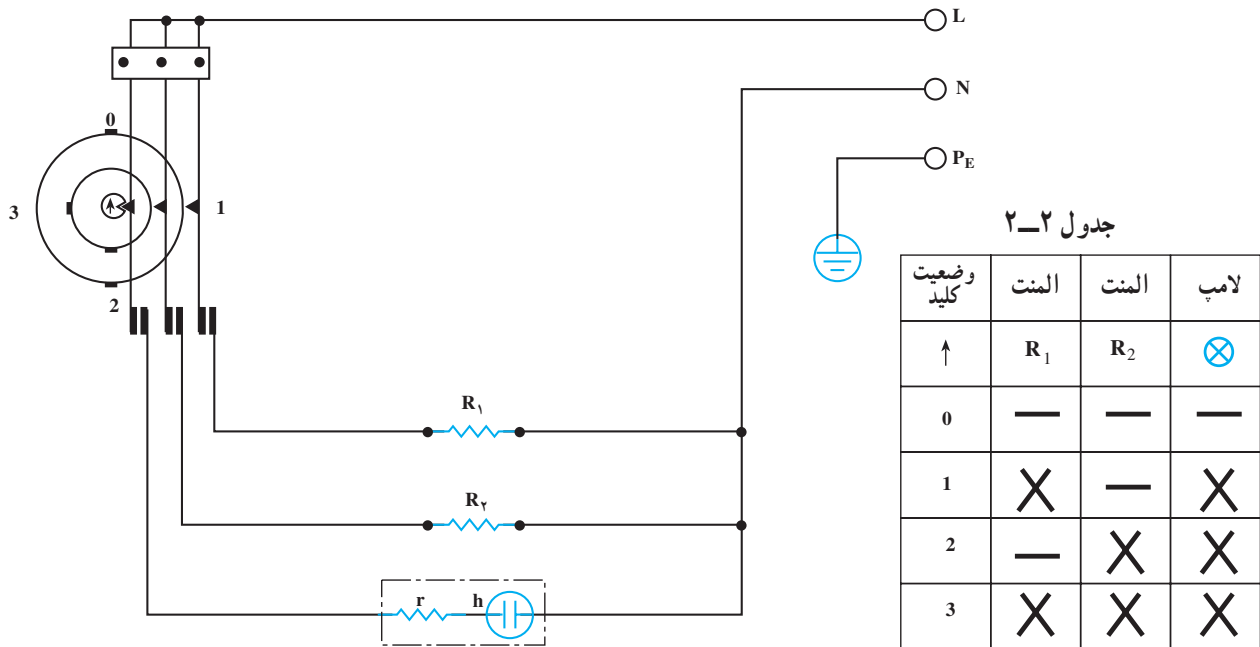 L
N
PE
0
3
1
2
R۱
R۲
r h
جدول ۲ــ۲
وضعیت کلید المنت المنت لامپ
↑ R1 R2 ⊗
0 — — —
1 X — X
2 — X X
3 X X X